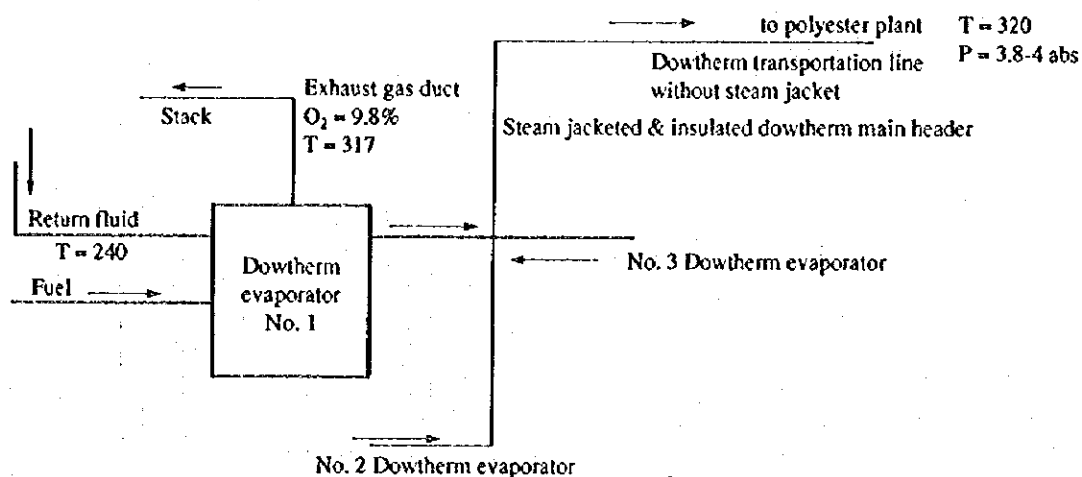 to polyester plant T = 320
P = 3.8-4 abs
Dowtherm transportation line
without steam jacket
Steam jacketed & insulated dowtherm main header
Exhaust gas duct
O₂ = 9.8%
T = 317
Stack
Return fluid
T = 240
Fuel
Dowtherm
evaporator
No. 1
No. 3 Dowtherm evaporator
No. 2 Dowtherm evaporator